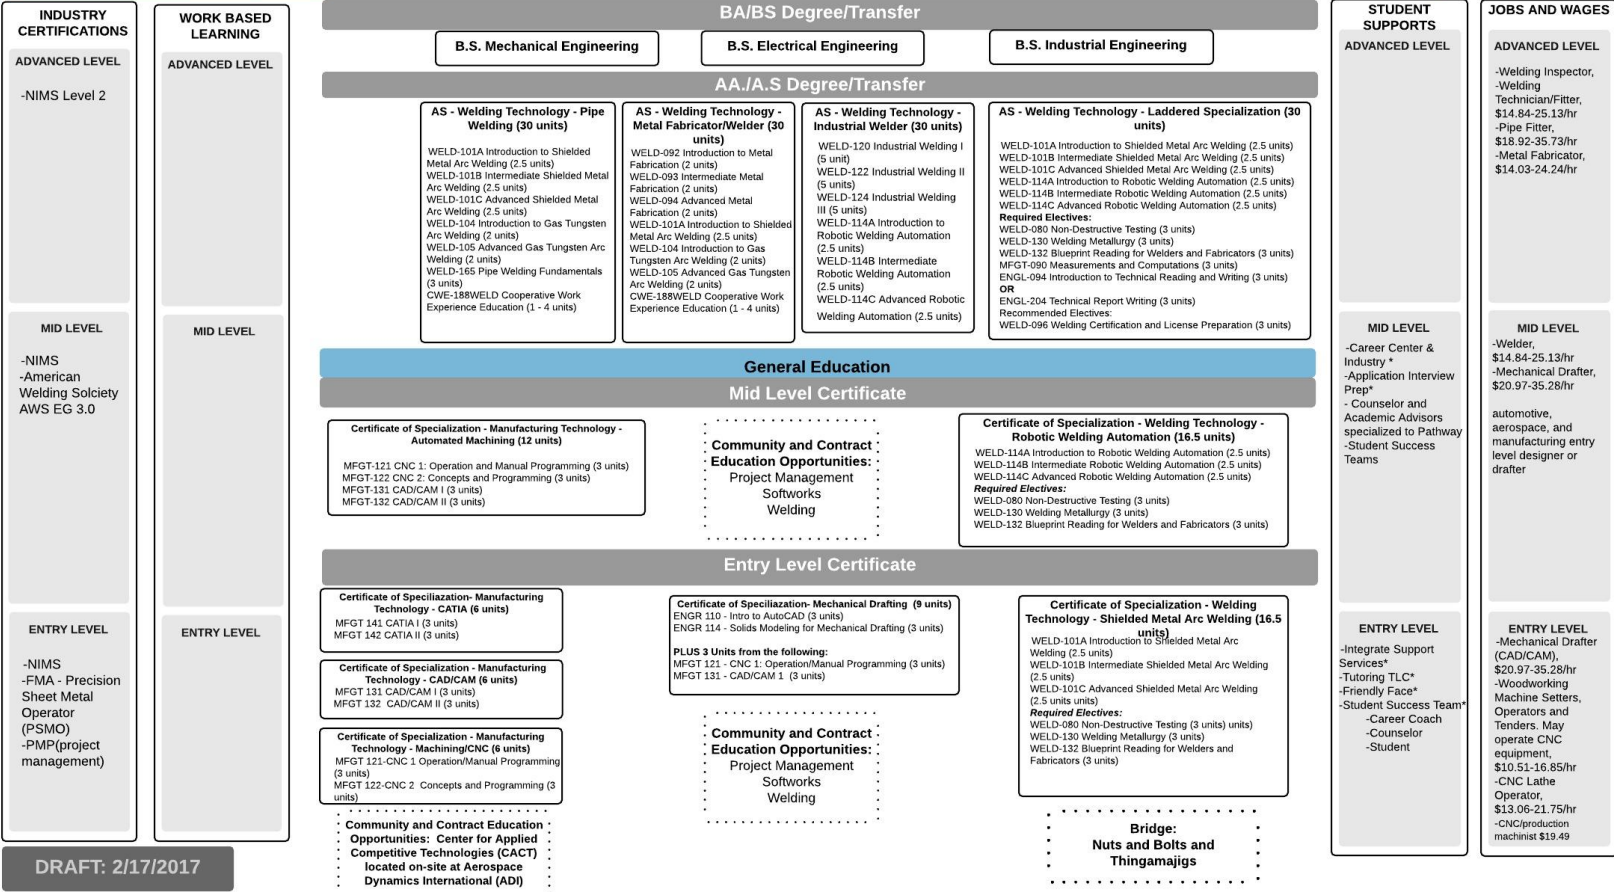 INDUSTRY
CERTIFICATIONS
ADVANCED LEVEL
-NIMS Level 2
MID LEVEL
-NIMS
-American
Welding Solciety
AWS EG 3.0
ENTRY LEVEL
-NIMS
-FMA - Precision
Sheet Metal
Operator
(PSMO)
-PMP(project
management)
DRAFT: 2/17/2017
WORK BASED
LEARNING
ADVANCED LEVEL
MID LEVEL
ENTRY LEVEL
BA/BS Degree/Transfer
B.S. Mechanical Engineering
B.S. Electrical Engineering
B.S. Industrial Engineering
AA./A.S Degree/Transfer
AS - Welding Technology - Pipe
Welding (30 units)
WELD-101A Introduction to Shielded
Metal Arc Welding (2.5 units)
WELD-101B Intermediate Shielded Metal
Arc Welding (2.5 units)
WELD-101C Advanced Shielded Metal
Arc Welding (2.5 units)
WELD-104 Introduction to Gas Tungsten
Arc Welding (2 units)
WELD-105 Advanced Gas Tungsten Arc
Welding (2 units)
WELD-165 Pipe Welding Fundamentals
(3 units)
CWE-188WELD Cooperative Work
Experience Education (1 - 4 units)
AS - Welding Technology -
Metal Fabricator/Welder (30
units)
WELD-092 Introduction to Metal
Fabrication (2 units)
WELD-093 Intermediate Metal
Fabrication (2 units)
WELD-094 Advanced Metal
Fabrication (2 units)
WELD-101A Introduction to Shielded
Metal Arc Welding (2.5 units)
WELD-104 Introduction to Gas
Tungsten Arc Welding (2 units)
WELD-105 Advanced Gas Tungsten
Arc Welding (2 units)
CWE-188WELD Cooperative Work
Experience Education (1 - 4 units)
AS - Welding Technology -
Industrial Welder (30 units)
WELD-120 Industrial Welding I
(5 unit)
WELD-122 Industrial Welding II
(5 units)
WELD-124 Industrial Welding
III (5 units)
WELD-114A Introduction to
Robotic Welding Automation
(2.5 units)
WELD-114B Intermediate
Robotic Welding Automation
(2.5 units)
WELD-114C Advanced Robotic
Welding Automation (2.5 units)
AS - Welding Technology - Laddered Specialization (30
units)
WELD-101A Introduction to Shielded Metal Arc Welding (2.5 units)
WELD-101B Intermediate Shielded Metal Arc Welding (2.5 units)
WELD-101C Advanced Shielded Metal Arc Welding (2.5 units)
WELD-114A Introduction to Robotic Welding Automation (2.5 units)
WELD-114B Intermediate Robotic Welding Automation (2.5 units)
WELD-114C Advanced Robotic Welding Automation (2.5 units)
Required Electives:
WELD-080 Non-Destructive Testing (3 units)
WELD-130 Welding Metallurgy (3 units)
WELD-132 Blueprint Reading for Welders and Fabricators (3 units)
MFGT-090 Measurements and Computations (3 units)
ENGL-094 Introduction to Technical Reading and Writing (3 units)
OR
ENGL-204 Technical Report Writing (3 units)
Recommended Electives:
WELD-096 Welding Certification and License Preparation (3 units)
General Education
Mid Level Certificate
Certificate of Specialization - Manufacturing Technology -
Automated Machining (12 units)
MFGT-121 CNC 1: Operation and Manual Programming (3 units)
MFGT-122 CNC 2: Concepts and Programming (3 units)
MFGT-131 CAD/CAM I (3 units)
MFGT-132 CAD/CAM II (3 units)
Community and Contract
Education Opportunities:
Project Management
Softworks
Welding
Certificate of Specialization - Welding Technology -
Robotic Welding Automation (16.5 units)
WELD-114A Introduction to Robotic Welding Automation (2.5 units)
WELD-114B Intermediate Robotic Welding Automation (2.5 units)
WELD-114C Advanced Robotic Welding Automation (2.5 units)
Required Electives:
WELD-080 Non-Destructive Testing (3 units)
WELD-130 Welding Metallurgy (3 units)
WELD-132 Blueprint Reading for Welders and Fabricators (3 units)
Entry Level Certificate
Certificate of Speciliazation- Manufacturing
Technology - CATIA (6 units)
MFGT 141 CATIA I (3 units)
MFGT 142 CATIA II (3 units)
Certificate of Specialization - Manufacturing
Technology - CAD/CAM (6 units)
MFGT 131 CAD/CAM I (3 units)
MFGT 132 CAD/CAM II (3 units)
Certificate of Specialization - Manufacturing
Technology - Machining/CNC (6 units)
MFGT 121-CNC 1 Operation/Manual Programming
(3 units)
MFGT 122-CNC 2 Concepts and Programming (3
units)
Community and Contract Education
Opportunities: Center for Applied
Competitive Technologies (CACT)
located on-site at Aerospace
Dynamics International (ADI)
Certificate of Speciliazation- Mechanical Drafting (9 units)
ENGR 110 - Intro to AutoCAD (3 units)
ENGR 114 - Solids Modeling for Mechanical Drafting (3 units)
PLUS 3 Units from the following:
MFGT 121 - CNC 1: Operation/Manual Programming (3 units)
MFGT 131 - CAD/CAM 1 (3 units)
Community and Contract
Education Opportunities:
Project Management
Softworks
Welding
Certificate of Specialization - Welding
Technology - Shielded Metal Arc Welding (16.5
units)
WELD-101A Introduction to Shielded Metal Arc
Welding (2.5 units)
WELD-101B Intermediate Shielded Metal Arc Welding
(2.5 units)
WELD-101C Advanced Shielded Metal Arc Welding
(2.5 units units)
Required Electives:
WELD-080 Non-Destructive Testing (3 units) units)
WELD-130 Welding Metallurgy (3 units)
WELD-132 Blueprint Reading for Welders and
Fabricators (3 units)
Bridge:
Nuts and Bolts and
Thingamajigs
STUDENT
SUPPORTS
ADVANCED LEVEL
MID LEVEL
-Career Center &
Industry *
-Application Interview
Prep*
- Counselor and
Academic Advisors
specialized to Pathway
-Student Success
Teams
ENTRY LEVEL
-Integrate Support
Services*
-Tutoring TLC*
-Friendly Face*
-Student Success Team*
-Career Coach
-Counselor
-Student
JOBS AND WAGES
ADVANCED LEVEL
-Welding Inspector,
-Welding
Technician/Fitter,
$14.84-25.13/hr
-Pipe Fitter,
$18.92-35.73/hr
-Metal Fabricator,
$14.03-24.24/hr
MID LEVEL
-Welder,
$14.84-25.13/hr
-Mechanical Drafter,
$20.97-35.28/hr
automotive,
aerospace, and
manufacturing entry
level designer or
drafter
ENTRY LEVEL
-Mechanical Drafter
(CAD/CAM),
$20.97-35.28/hr
-Woodworking
Machine Setters,
Operators and
Tenders. May
operate CNC
equipment,
$10.51-16.85/hr
-CNC Lathe
Operator,
$13.06-21.75/hr
-CNC/production
machinist $19.49